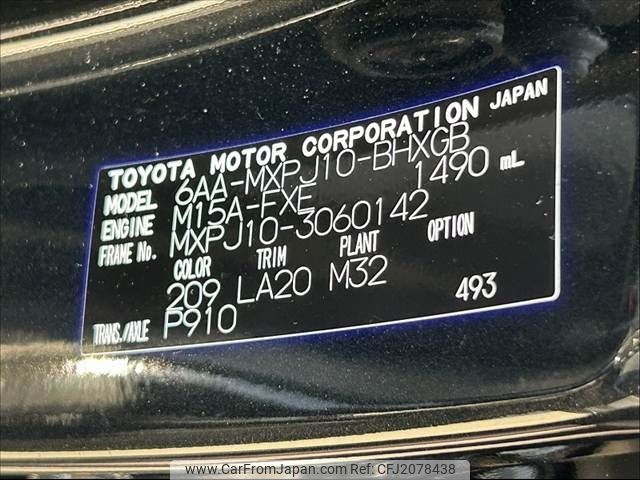 TOYOTA MOTOR CORPORATION JAPAN
MODEL 6AA-MXPJ10-BHXGB
ENGINE M15A-FXE 1490 mL
FRAME No. MXPJ10-3060142
COLOR TRIM PLANT OPTION
209 LA20 M32
TRANS./AXLE P910 493
www.CarFromJapan.com - CFJ2078438